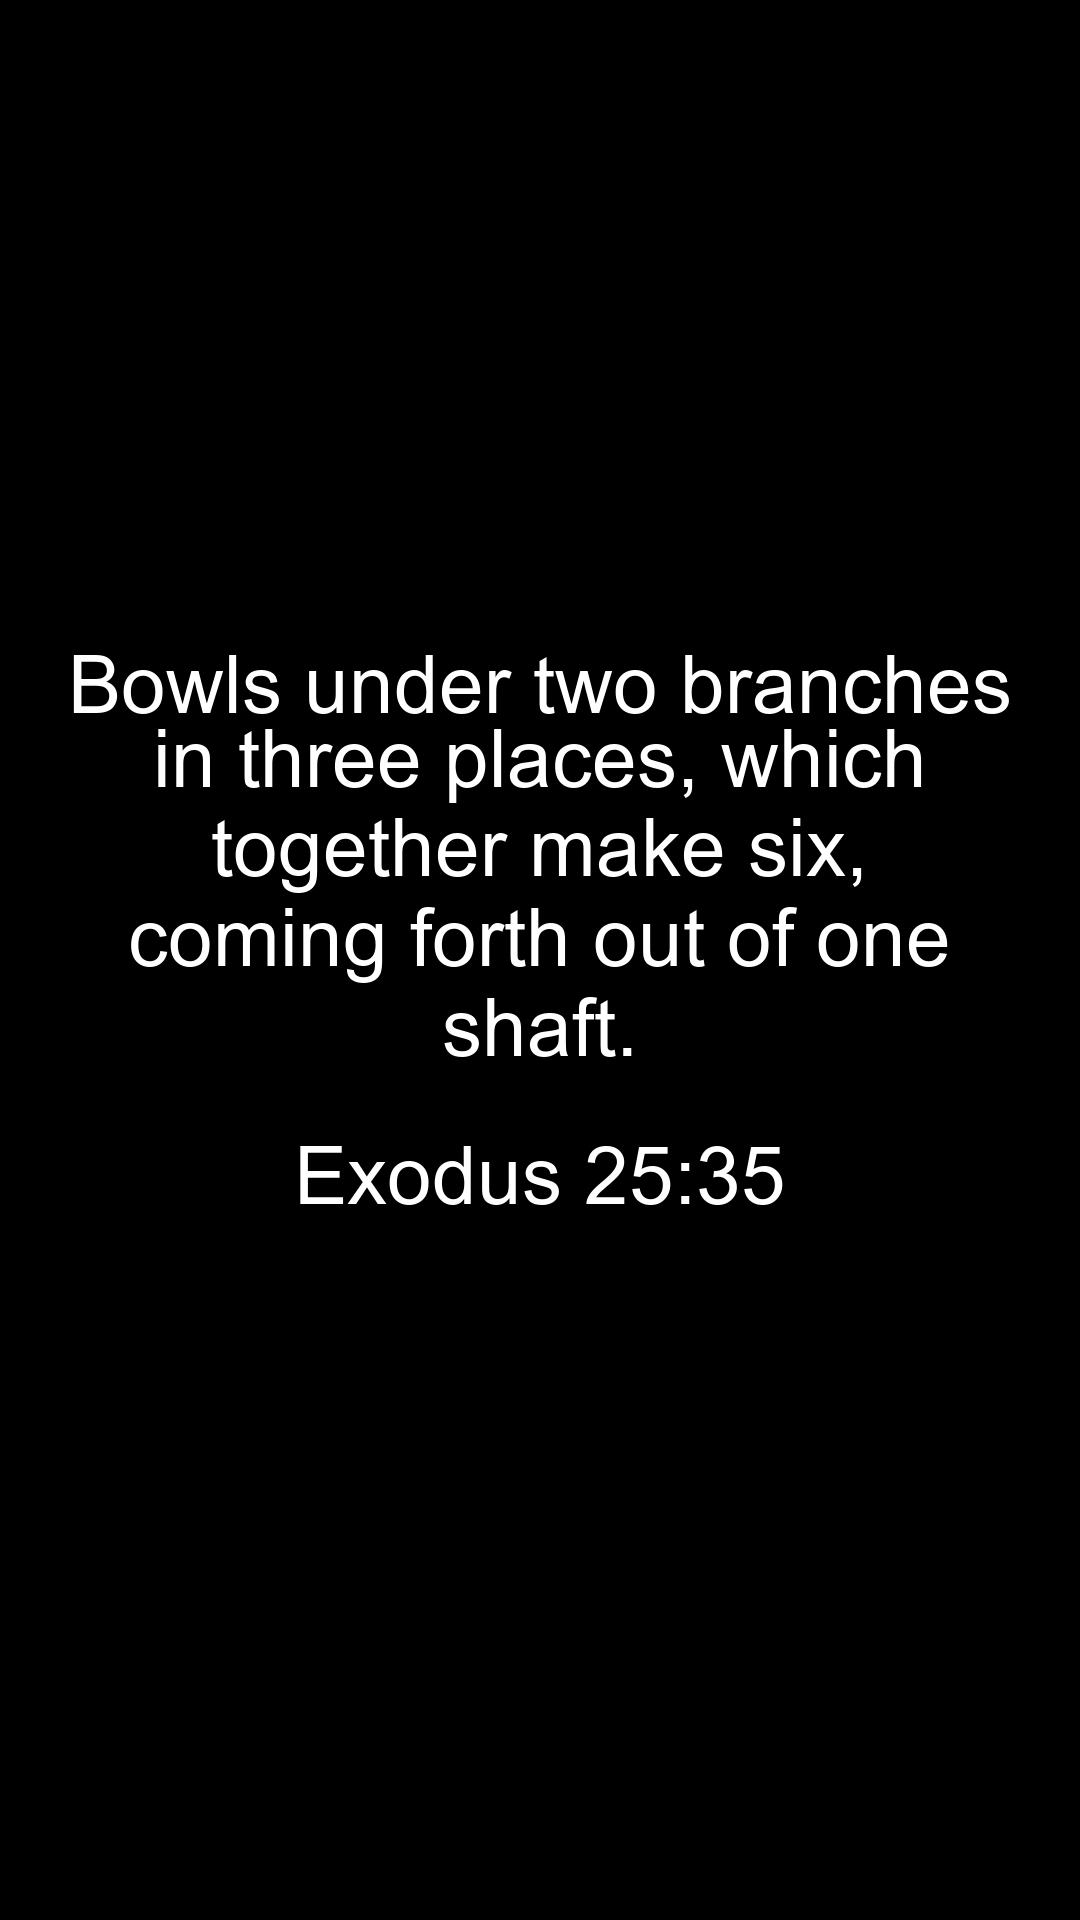 Bowls under two branches
in three places, which
together make six,
coming forth out of one
shaft.
Exodus 25:35